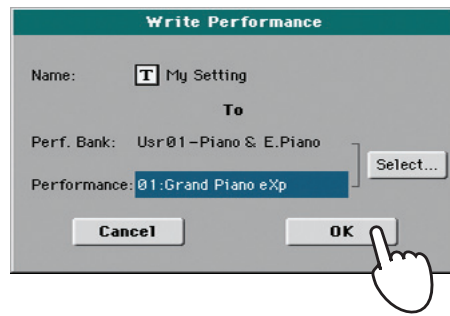 Write Performance
Name: T My Setting
To
Perf. Bank: Usr01-Piano & E.Piano
Select...
Performance: 01:Grand Piano eXp
Cancel OK